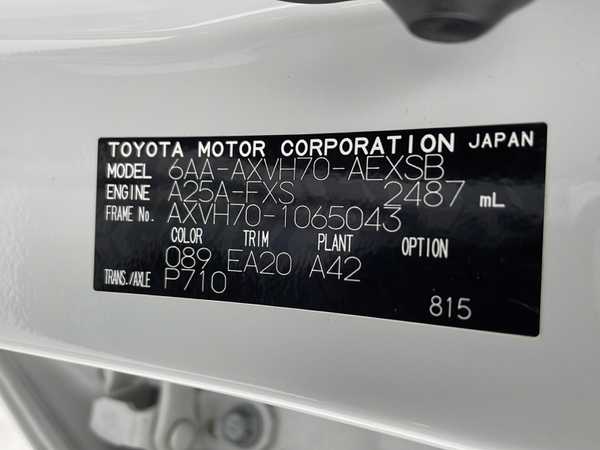 TOYOTA MOTOR CORPORATION JAPAN
MODEL 6AA-AXVH70-AEXSB
ENGINE A25A-FXS 2487 mL
FRAME No. AXVH70-1065043
COLOR TRIM PLANT OPTION
089 EA20 A42
TRANS./AXLE P710
815